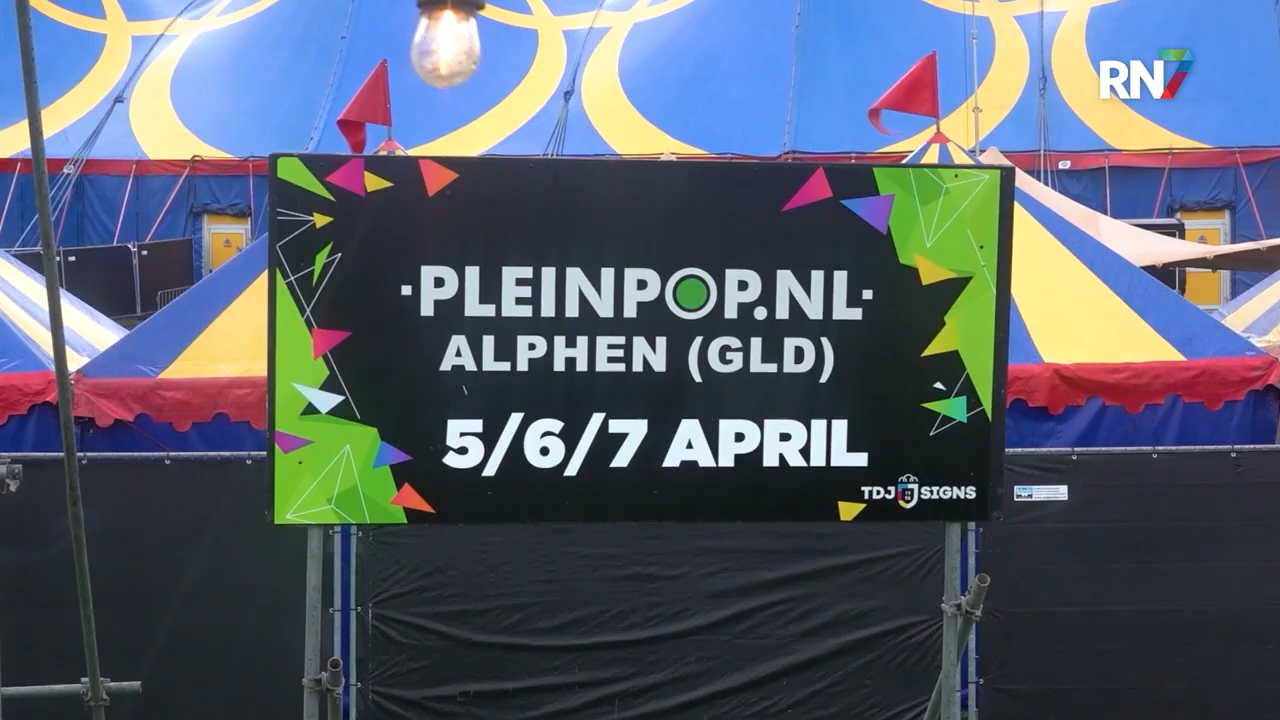 RN7
·PLEINPOP.NL·
ALPHEN (GLD)
5/6/7 APRIL
TDJ SIGNS